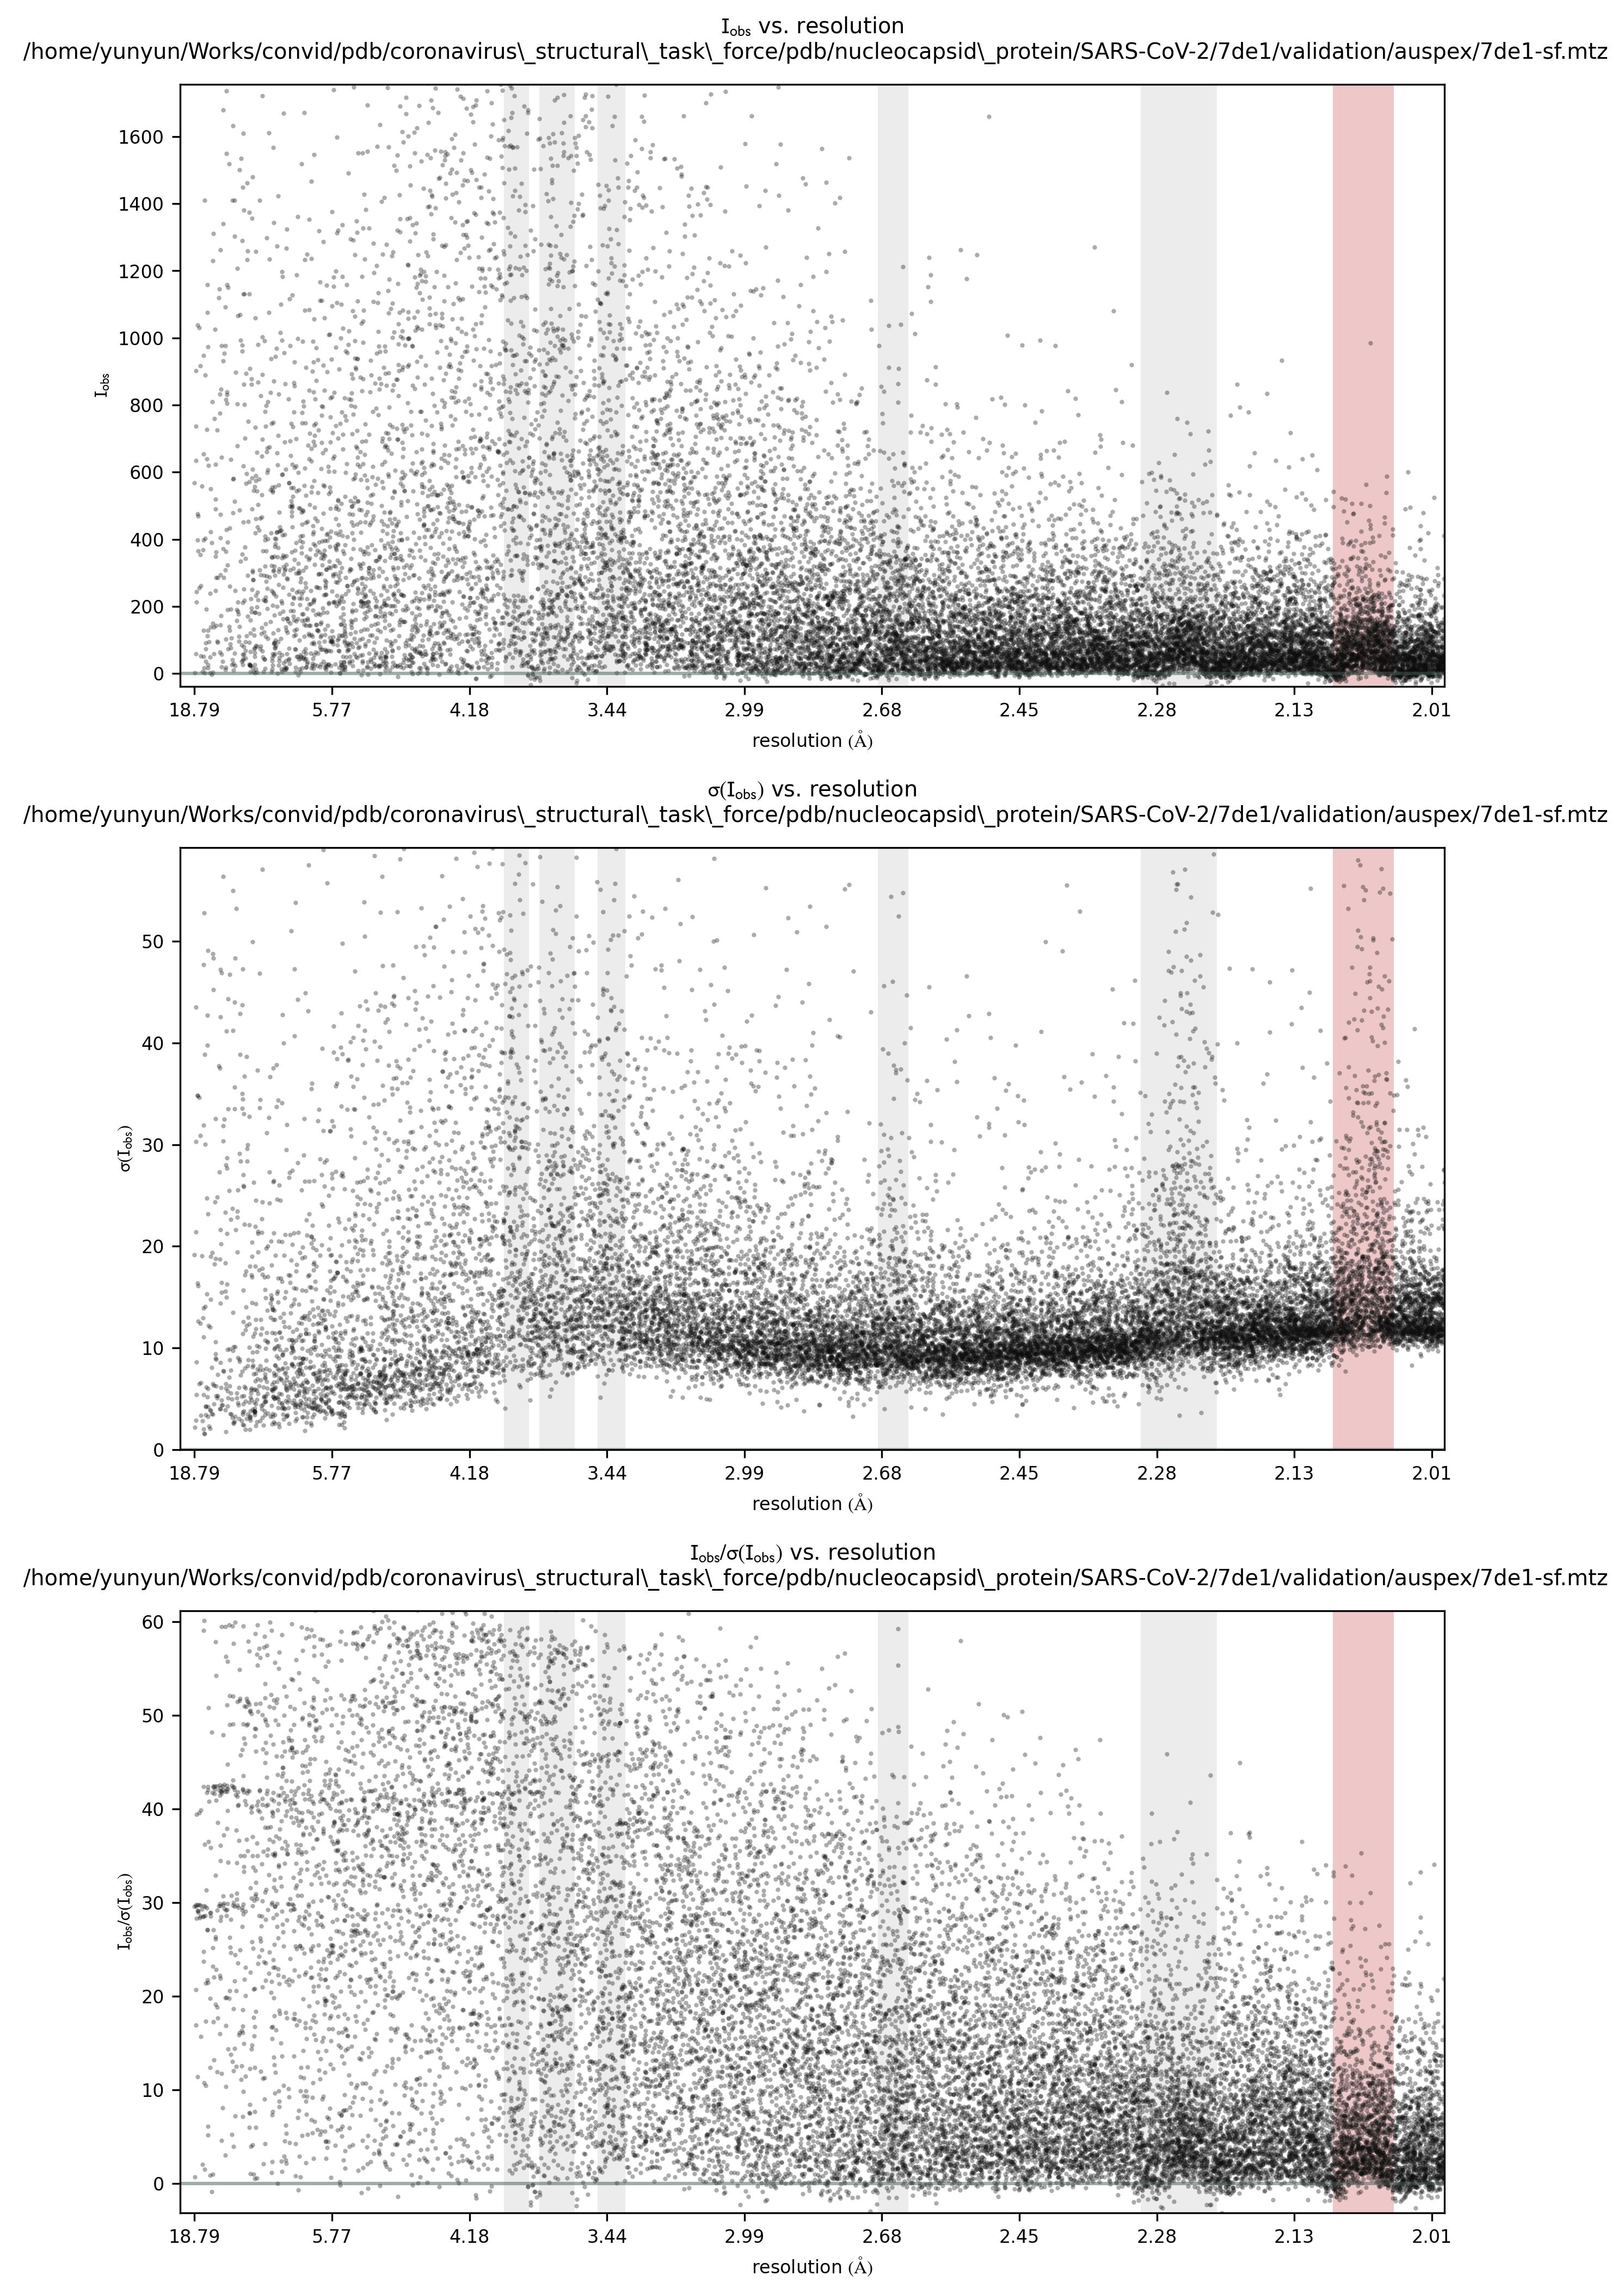 Iobs vs. resolution
/home/yunyun/Works/convid/pdb/coronavirus\_structural\_task\_force/pdb/nucleocapsid\_protein/SARS-CoV-2/7de1/validation/auspex/7de1-sf.mtz
1600
1400
1200
1000
800
600
400
200
0
Iobs
18.79 5.77 4.18 3.44 2.99 2.68 2.45 2.28 2.13 2.01
resolution (Å)
σ(Iobs) vs. resolution
/home/yunyun/Works/convid/pdb/coronavirus\_structural\_task\_force/pdb/nucleocapsid\_protein/SARS-CoV-2/7de1/validation/auspex/7de1-sf.mtz
50
40
30
20
10
0
σ(Iobs)
18.79 5.77 4.18 3.44 2.99 2.68 2.45 2.28 2.13 2.01
resolution (Å)
Iobs/σ(Iobs) vs. resolution
/home/yunyun/Works/convid/pdb/coronavirus\_structural\_task\_force/pdb/nucleocapsid\_protein/SARS-CoV-2/7de1/validation/auspex/7de1-sf.mtz
60
50
40
30
20
10
0
Iobs/σ(Iobs)
18.79 5.77 4.18 3.44 2.99 2.68 2.45 2.28 2.13 2.01
resolution (Å)